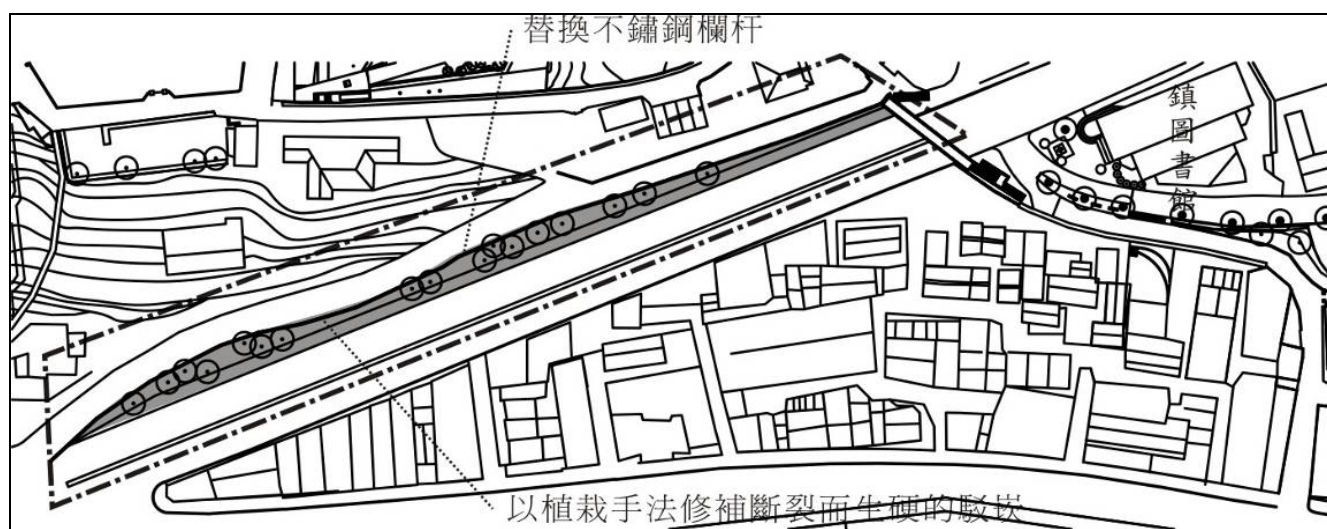 替換不鏽鋼欄杆
鎮圖書館
以植栽手法修補斷裂而生硬的駁崁